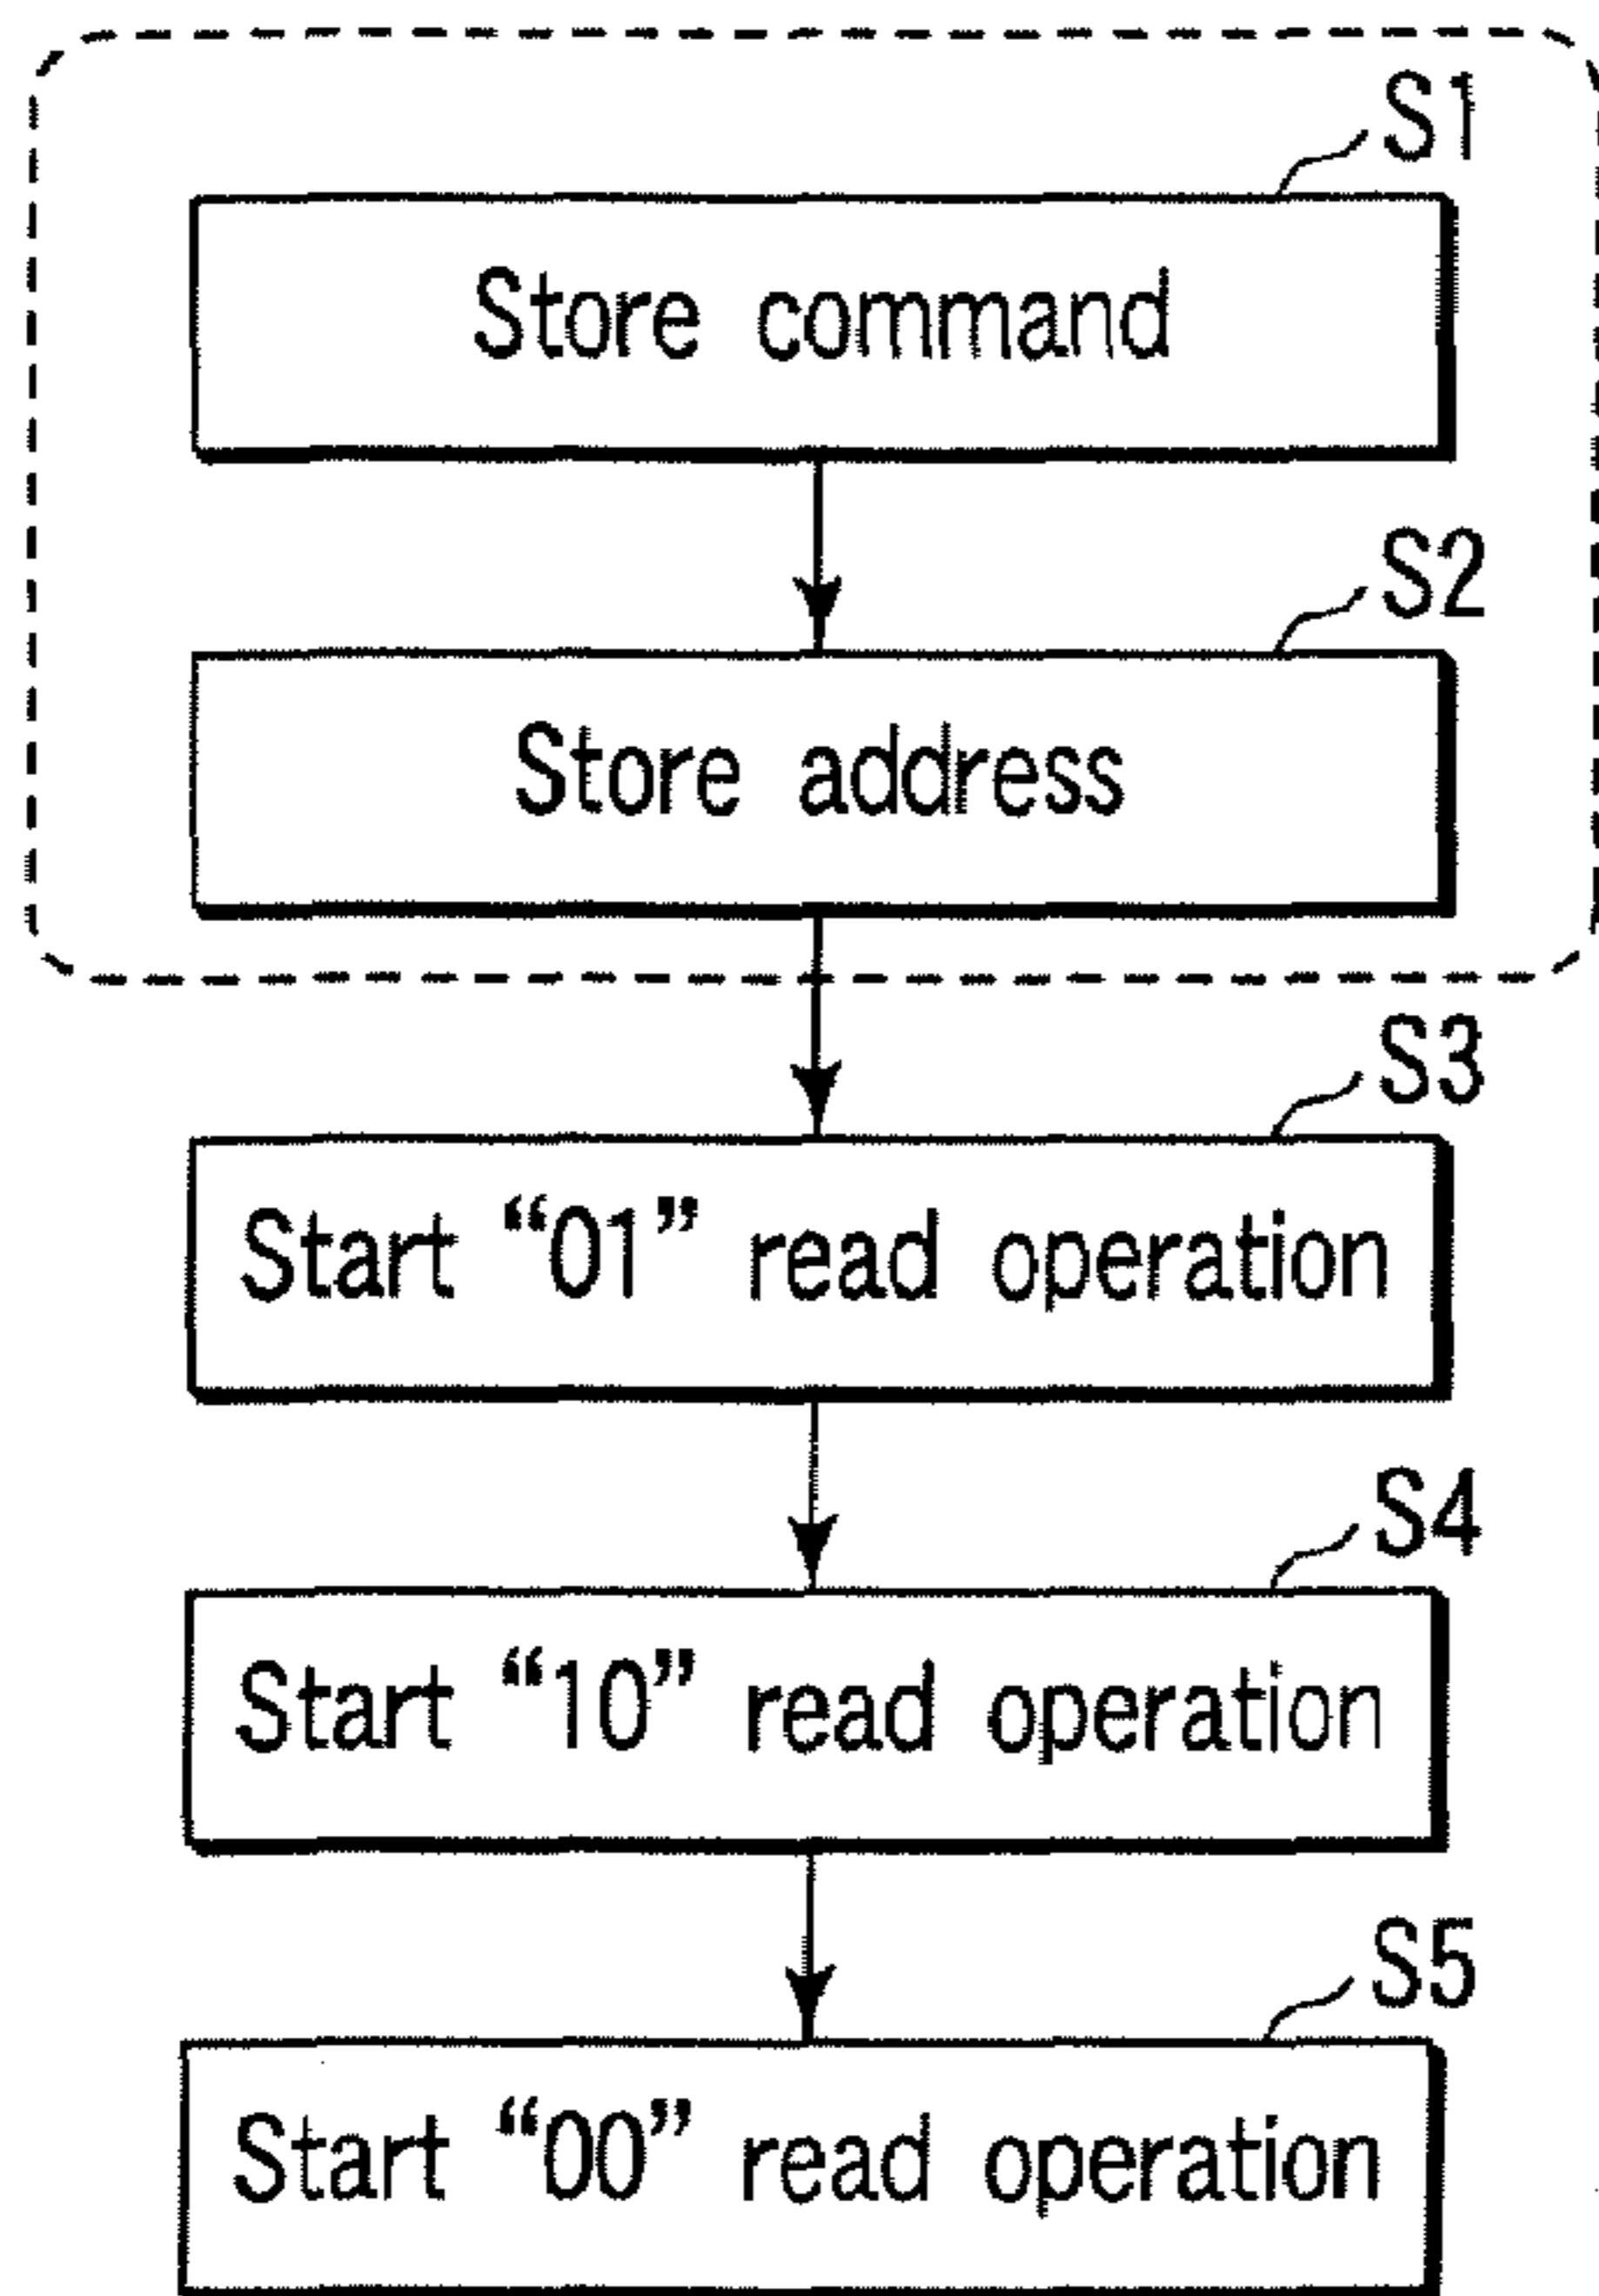 S1
Store command
S2
Store address
S3
Start “01” read operation
S4
Start “10” read operation
S5
Start “00” read operation